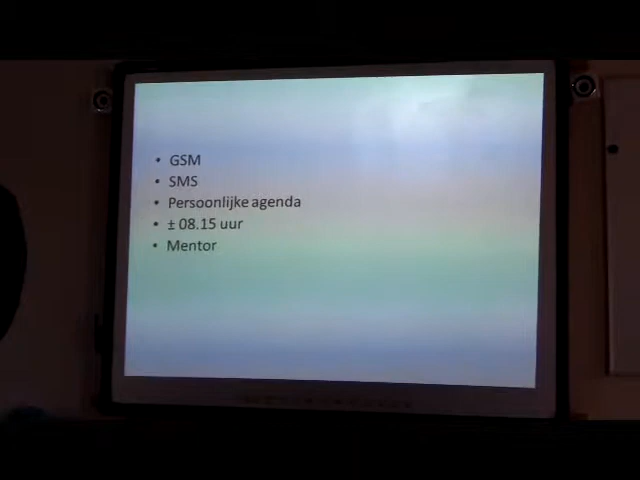 • GSM
• SMS
• Persoonlijke agenda
• ± 08.15 uur
• Mentor